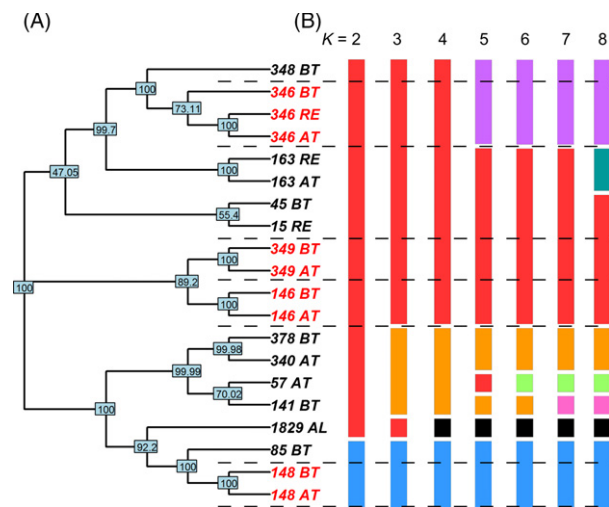 (A) (B)
K = 2 3 4 5 6 7 8
348 BT
100
346 BT
73.11
346 RE
100
346 AT
99.7
163 RE
100
163 AT
47.05
45 BT
55.4
15 RE
349 BT
100
349 AT
89.2
100
146 BT
100
146 AT
378 BT
99.98
340 AT
99.99
57 AT
70.02
141 BT
100
1829 AL
92.2
85 BT
100
148 BT
100
148 AT